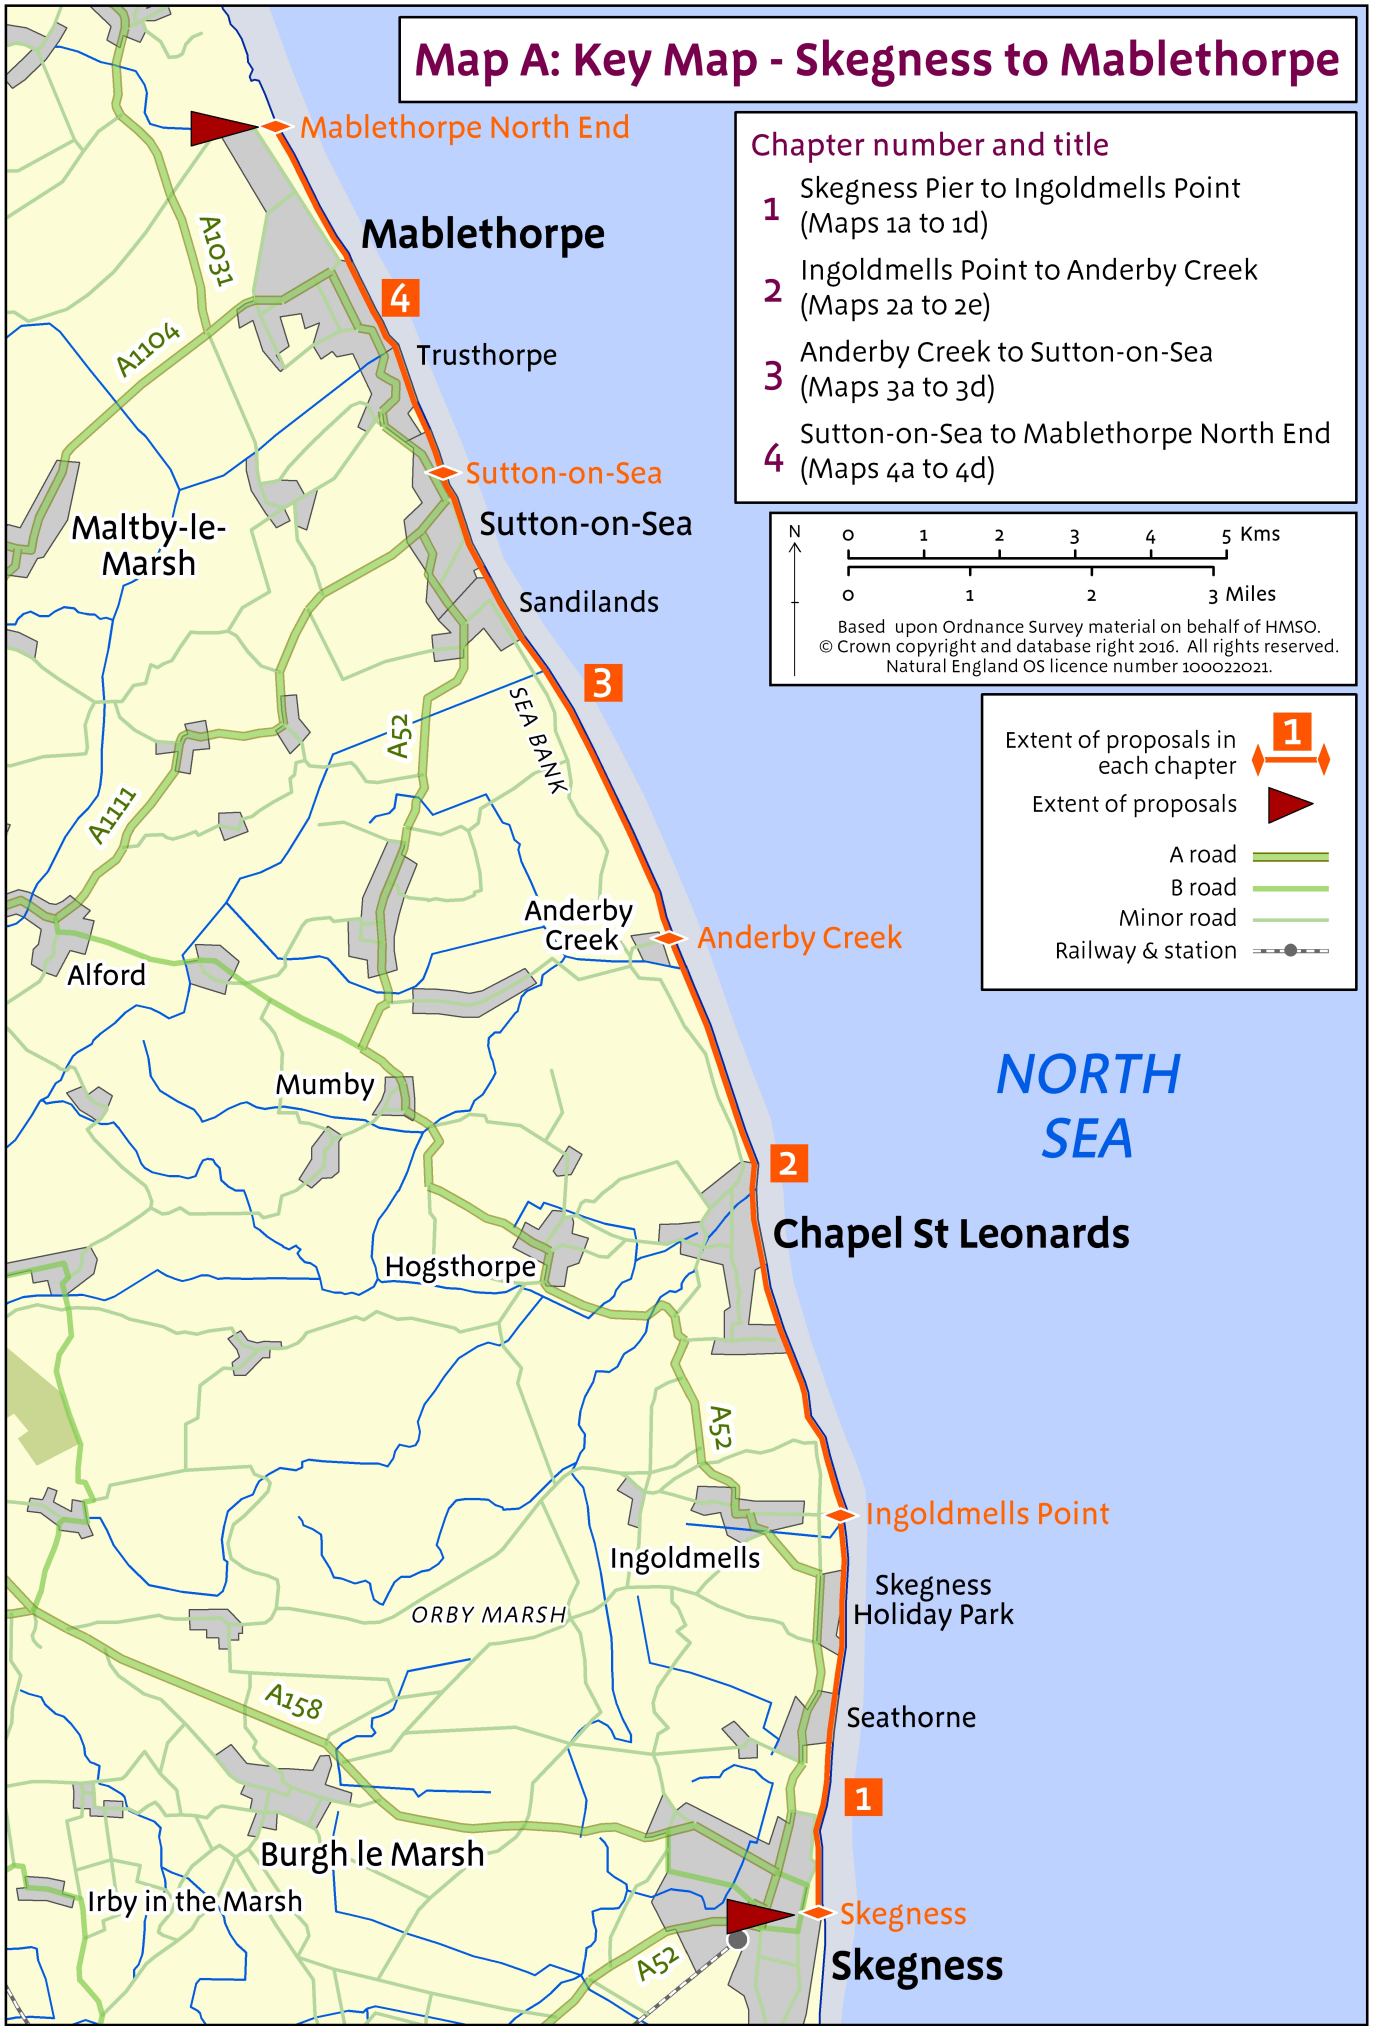 Map A: Key Map - Skegness to Mablethorpe
Chapter number and title
1
Skegness Pier to Ingoldmells Point
(Maps 1a to 1d)
2
Ingoldmells Point to Anderby Creek
(Maps 2a to 2e)
3
Anderby Creek to Sutton-on-Sea
(Maps 3a to 3d)
4
Sutton-on-Sea to Mablethorpe North End
(Maps 4a to 4d)
N
0 1 2 3 4 5 Kms
0 1 2 3 Miles
Based upon Ordnance Survey material on behalf of HMSO.
© Crown copyright and database right 2016. All rights reserved.
Natural England OS licence number 100022021.
Extent of proposals in
each chapter
1
Extent of proposals
A road
B road
Minor road
Railway & station
Mablethorpe North End
Mablethorpe
A1031
4
A1104
Trusthorpe
Sutton-on-Sea
Sutton-on-Sea
Maltby-le-
Marsh
Sandilands
3
SEA BANK
A52
A1111
Anderby
Creek
Anderby Creek
Alford
NORTH
SEA
Mumby
2
Chapel St Leonards
Hogsthorpe
A52
Ingoldmells Point
Ingoldmells
Skegness
Holiday Park
ORBY MARSH
A158
Seathorne
1
Burgh le Marsh
Irby in the Marsh
Skegness
A52
Skegness